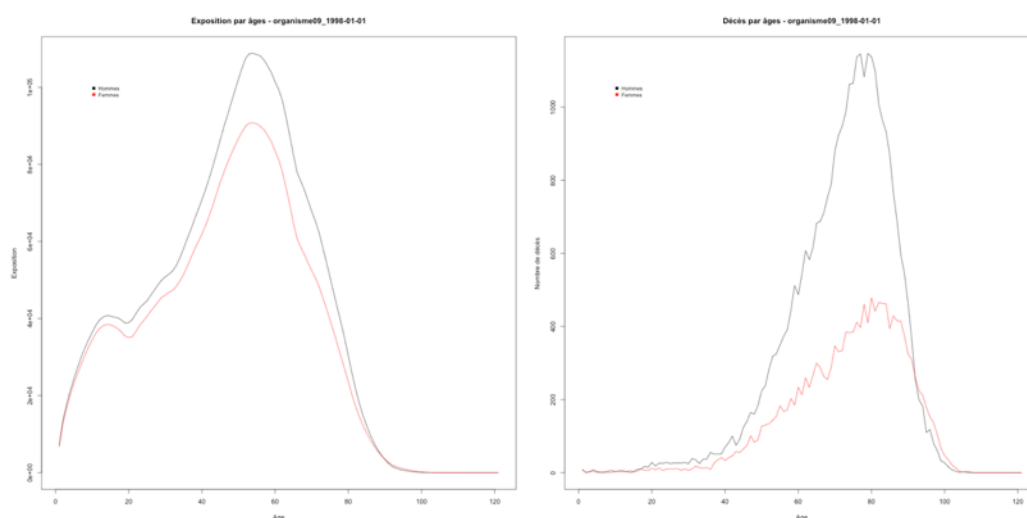 Exposition par âges - organisme09_1998-01-01
Hommes
Femmes
Exposition
0e+00
2e+04
4e+04
6e+04
8e+04
1e+05
0
20
40
60
80
100
120
Age
Décès par âges - organisme09_1998-01-01
Hommes
Femmes
Nombre de décès
0
200
400
600
800
1000
0
20
40
60
80
100
120
Age